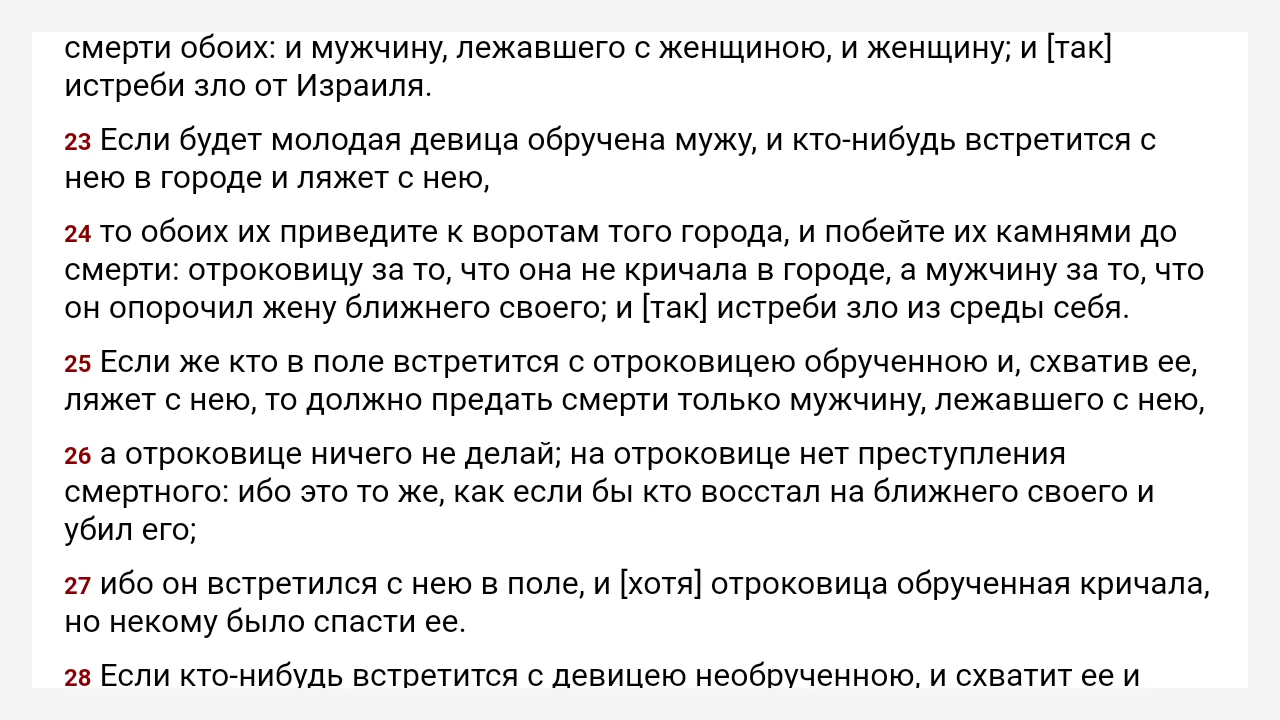 смерти обоих: и мужчину, лежавшего с женщиною, и женщину; и [так]
истреби зло от Израиля.
23 Если будет молодая девица обручена мужу, и кто-нибудь встретится с
нею в городе и ляжет с нею,
24 то обоих их приведите к воротам того города, и побейте их камнями до
смерти: отроковицу за то, что она не кричала в городе, а мужчину за то, что
он опорочил жену ближнего своего; и [так] истреби зло из среды себя.
25 Если же кто в поле встретится с отроковицею обрученною и, схватив ее,
ляжет с нею, то должно предать смерти только мужчину, лежавшего с нею,
26 а отроковице ничего не делай; на отроковице нет преступления
смертного: ибо это то же, как если бы кто восстал на ближнего своего и
убил его;
27 ибо он встретился с нею в поле, и [хотя] отроковица обрученная кричала,
но некому было спасти ее.
28 Если кто-нибудь встретится с девицею необрученною, и схватит ее и